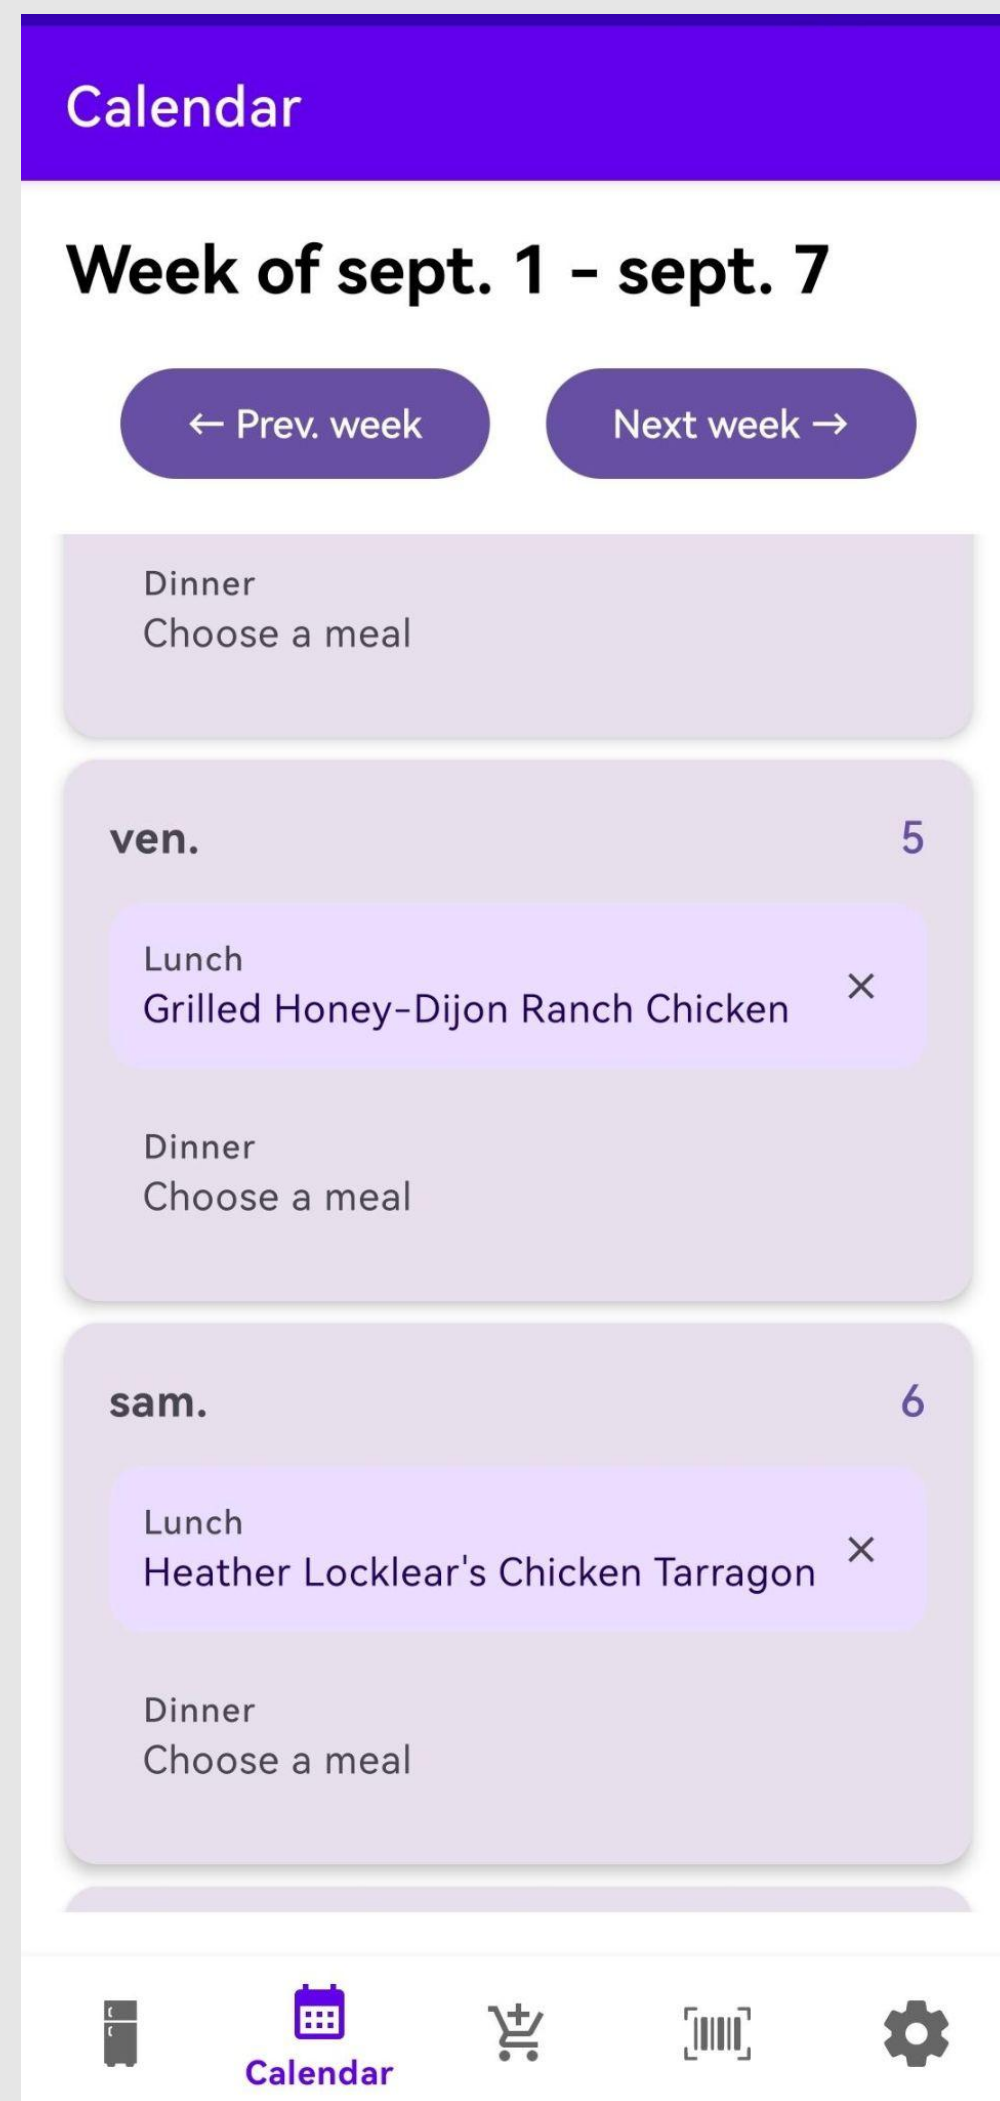 Calendar
Week of sept. 1 - sept. 7
← Prev. week
Next week →
Dinner
Choose a meal
ven.
5
Lunch
Grilled Honey-Dijon Ranch Chicken
Dinner
Choose a meal
sam.
6
Lunch
Heather Locklear's Chicken Tarragon
Dinner
Choose a meal
Calendar